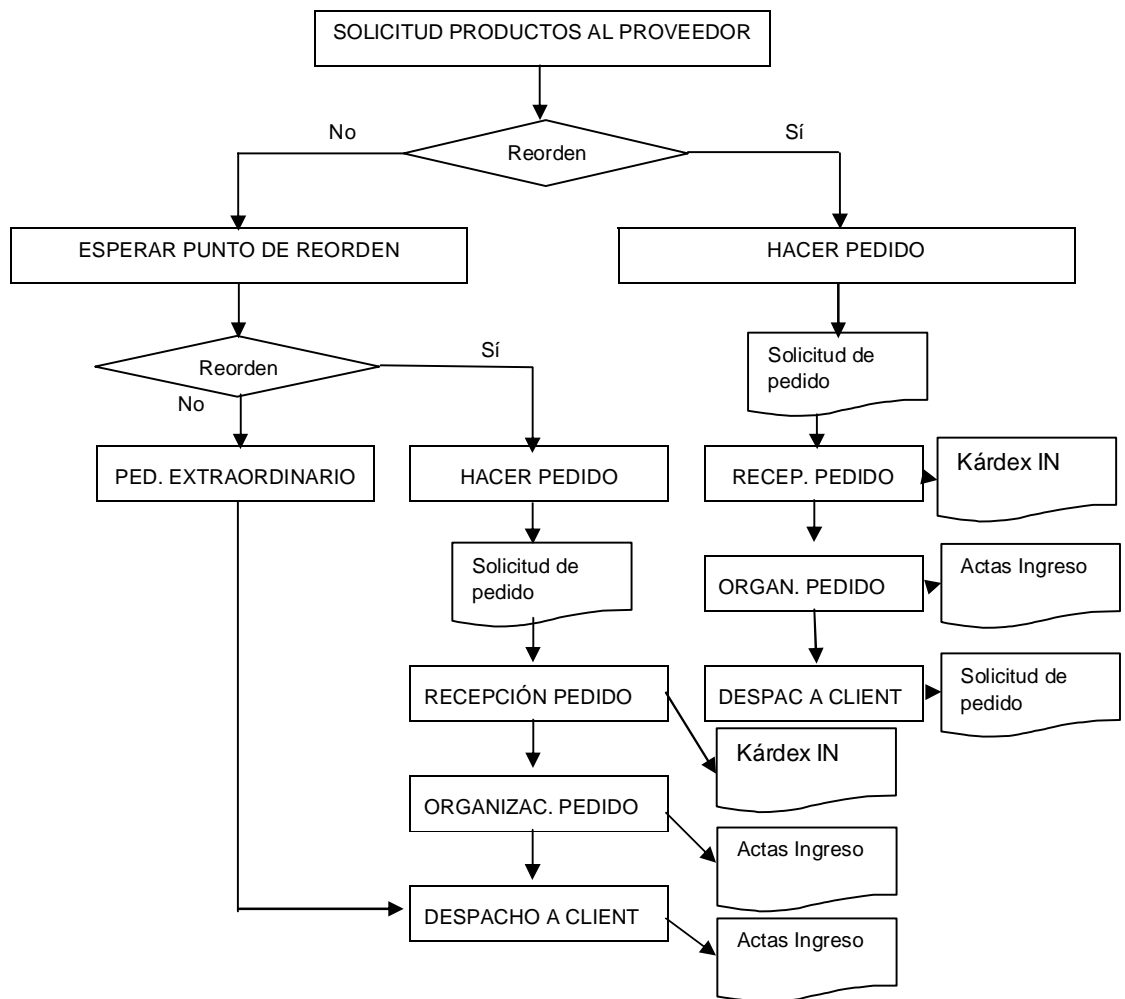 SOLICITUD PRODUCTOS AL PROVEEDOR
No
Sí
Reorden
ESPERAR PUNTO DE REORDEN
HACER PEDIDO
Reorden
Sí
No
Solicitud de
pedido
PED. EXTRAORDINARIO
HACER PEDIDO
RECEP. PEDIDO
Kárdex IN
Solicitud de
pedido
ORGAN. PEDIDO
Actas Ingreso
RECEPCIÓN PEDIDO
DESPAC A CLIENT
Solicitud de
pedido
Kárdex IN
ORGANIZAC. PEDIDO
Actas Ingreso
DESPACHO A CLIENT
Actas Ingreso